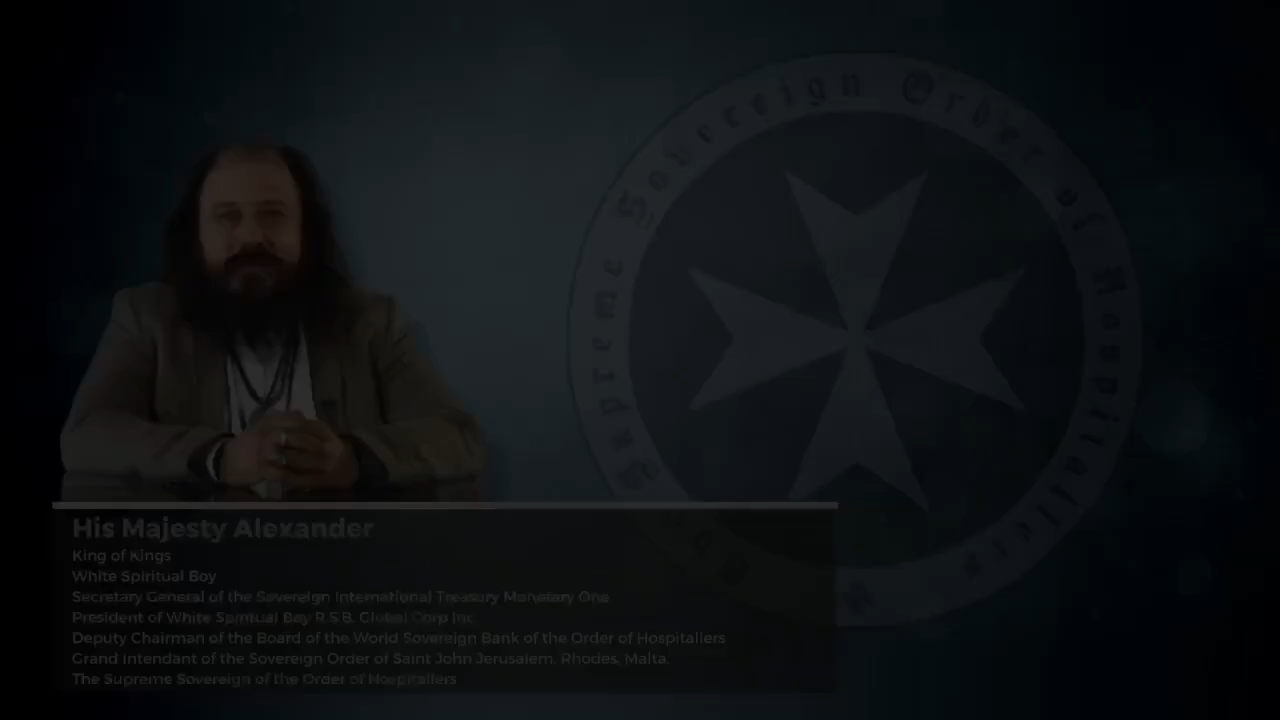 Supreme Sovereign Order of Hospitallers
His Majesty Alexander
King of Kings
White Spiritual Boy
Secretary General of the Sovereign International Treasury Monetary One
President of White Spiritual Boy R.S.B. Global Corp Inc
Deputy Chairman of the Board of the World Sovereign Bank of the Order of Hospitallers
Grand Intendant of the Sovereign Order of Saint John Jerusalem, Rhodes, Malta.
The Supreme Sovereign of the Order of Hospitallers